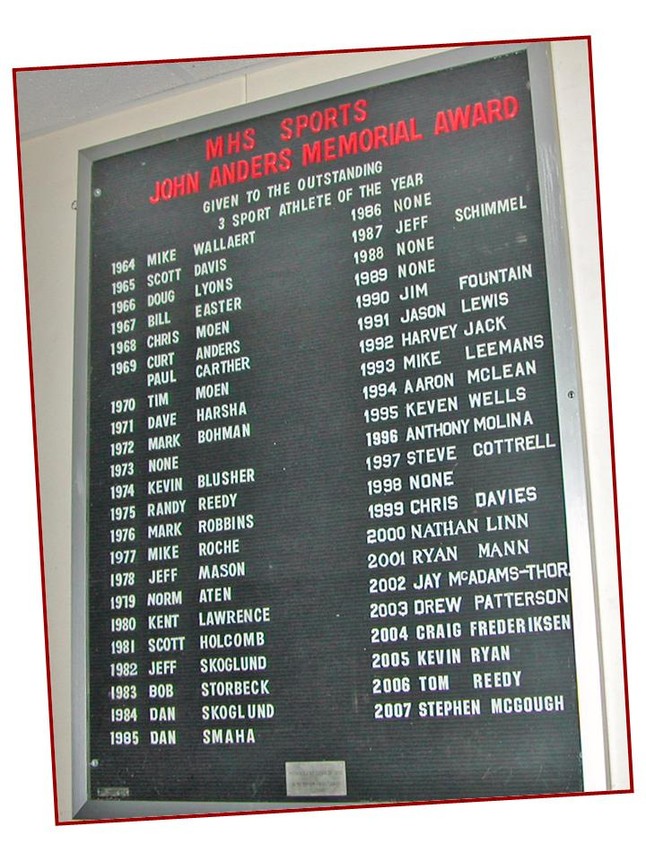 MHS SPORTS
JOHN ANDERS MEMORIAL AWARD
GIVEN TO THE OUTSTANDING
3 SPORT ATHLETE OF THE YEAR
1964 MIKE WALLAERT
1965 SCOTT DAVIS
1966 DOUG LYONS
1967 BILL EASTER
1968 CHRIS MOEN
1969 CURT ANDERS
PAUL CARTHER
1970 TIM MOEN
1971 DAVE HARSHA
1972 MARK BOHMAN
1973 NONE
1974 KEVIN BLUSHER
1975 RANDY REEDY
1976 MARK ROBBINS
1977 MIKE ROCHE
1978 JEFF MASON
1919 NORM ATEN
1980 KENT LAWRENCE
1981 SCOTT HOLCOMB
1982 JEFF SKOGLUND
1983 BOB STORBECK
1984 DAN SKOGLUND
1985 DAN SMAHA
1986 NONE
1987 JEFF SCHIMMEL
1988 NONE
1989 NONE
1990 JIM FOUNTAIN
1991 JASON LEWIS
1992 HARVEY JACK
1993 MIKE LEEMANS
1994 AARON MCLEAN
1995 KEVEN WELLS
1996 ANTHONY MOLINA
1997 STEVE COTTRELL
1998 NONE
1999 CHRIS DAVIES
2000 NATHAN LINN
2001 RYAN MANN
2002 JAY McADAMS-THOR.
2003 DREW PATTERSON
2004 CRAIG FREDERIKSEN
2005 KEVIN RYAN
2006 TOM REEDY
2007 STEPHEN MCGOUGH